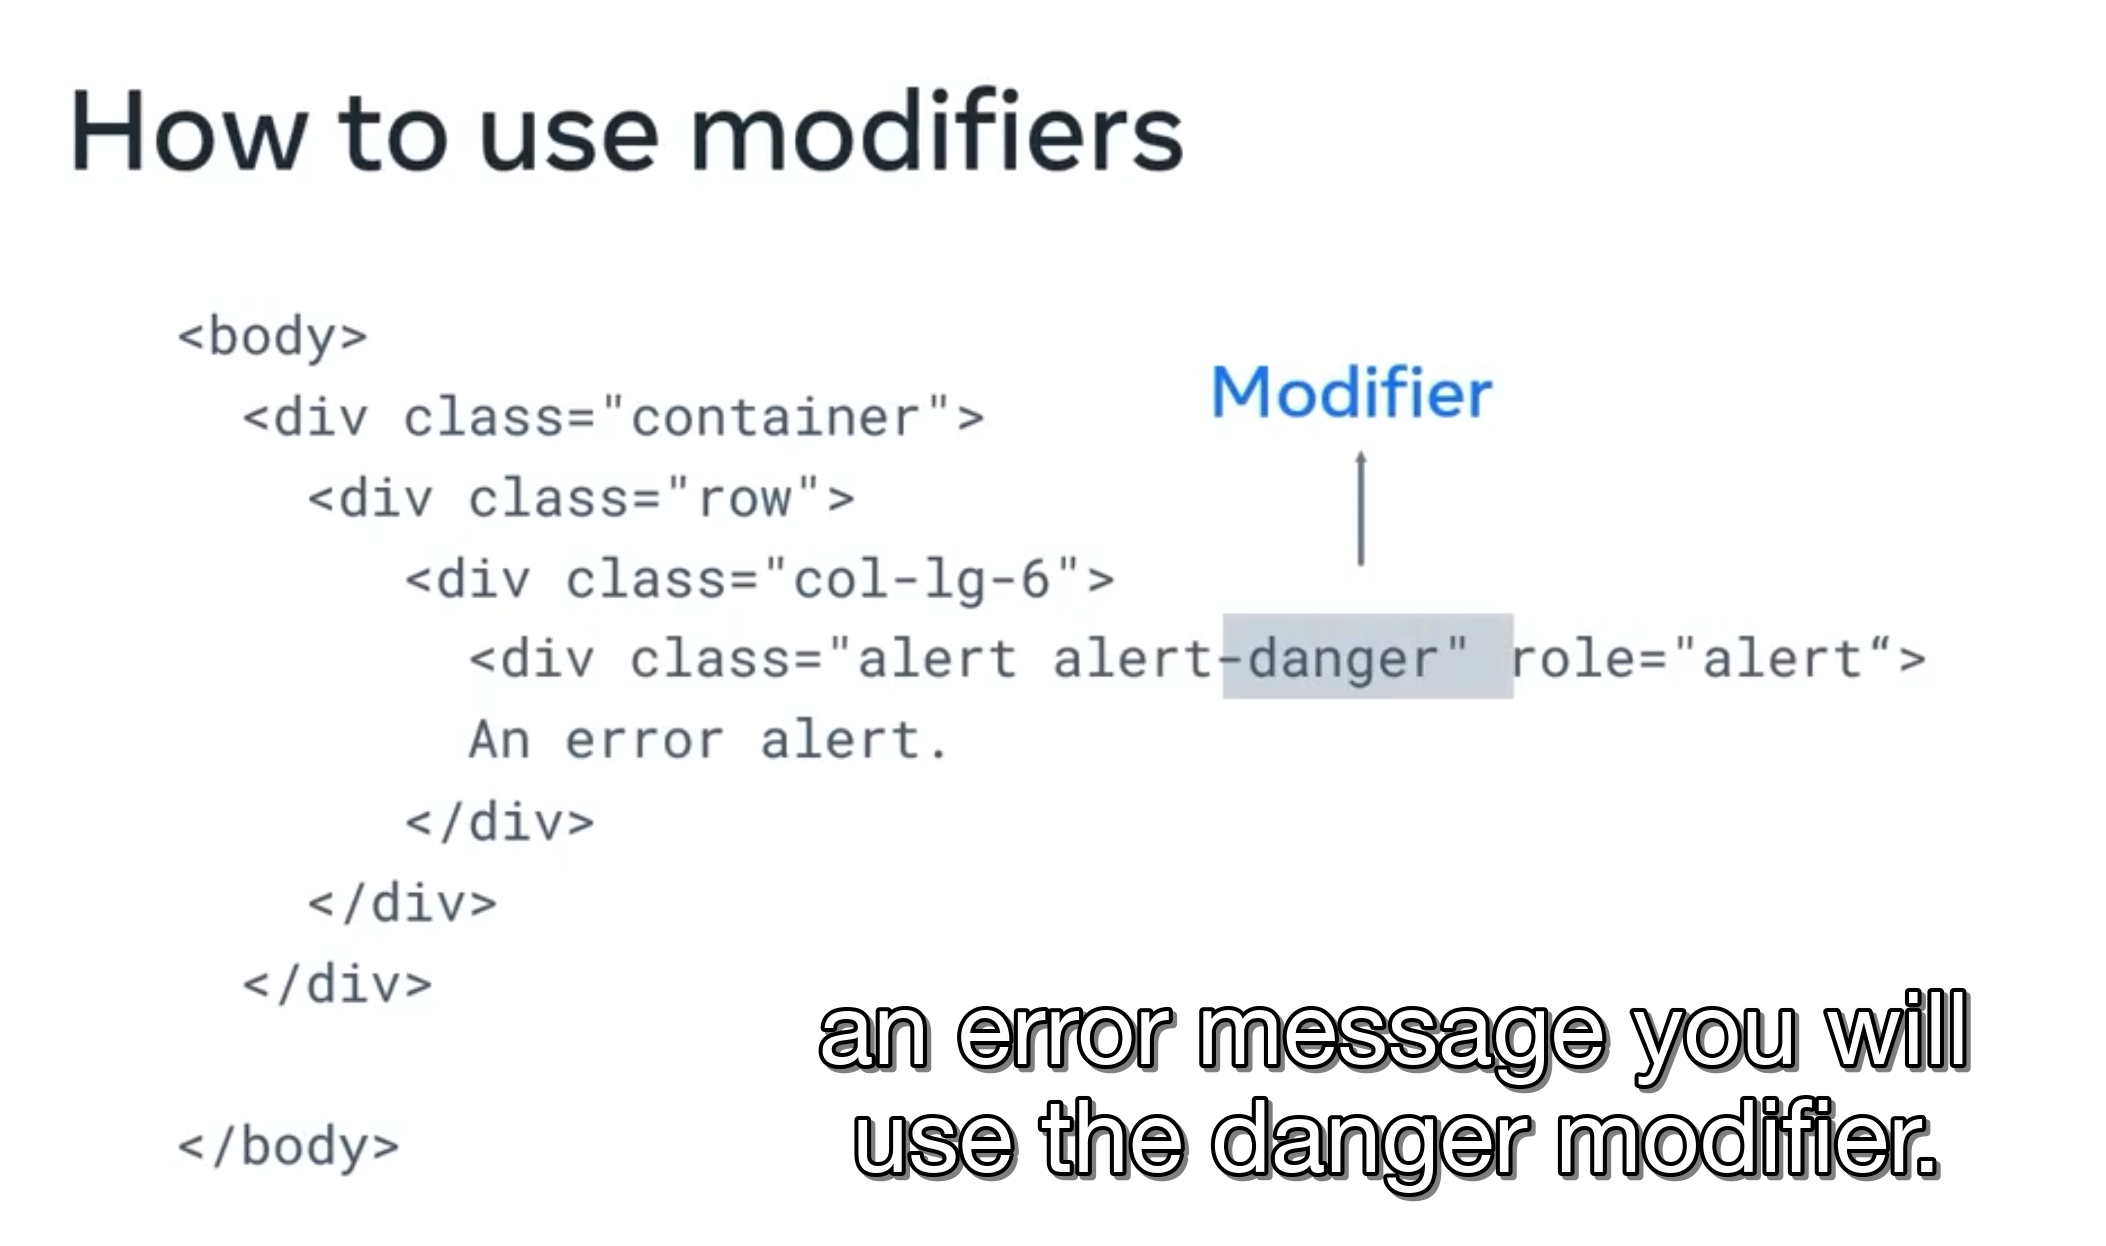 How to use modifiers
<body>
<div class="container">
Modifier
<div class="row">
<div class="col-lg-6">
<div class="alert alert-danger" role="alert“>
An error alert.
</div>
</div>
</div>
</body>
an error message you will
use the danger modifier.